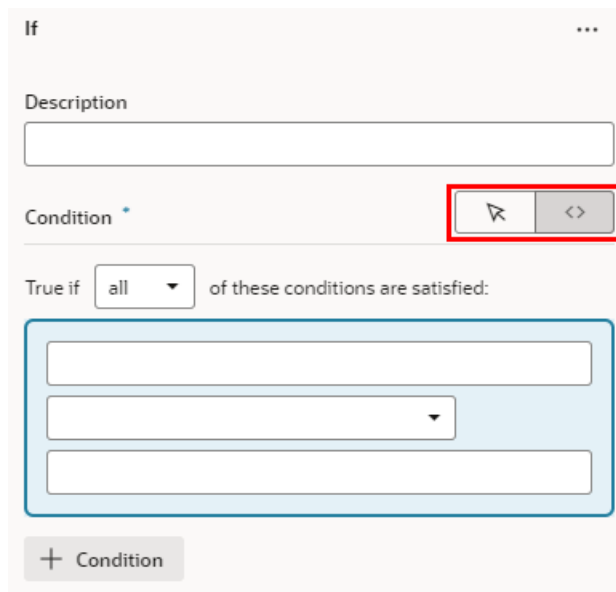 If
Description
Condition *
True if all of these conditions are satisfied:
+ Condition